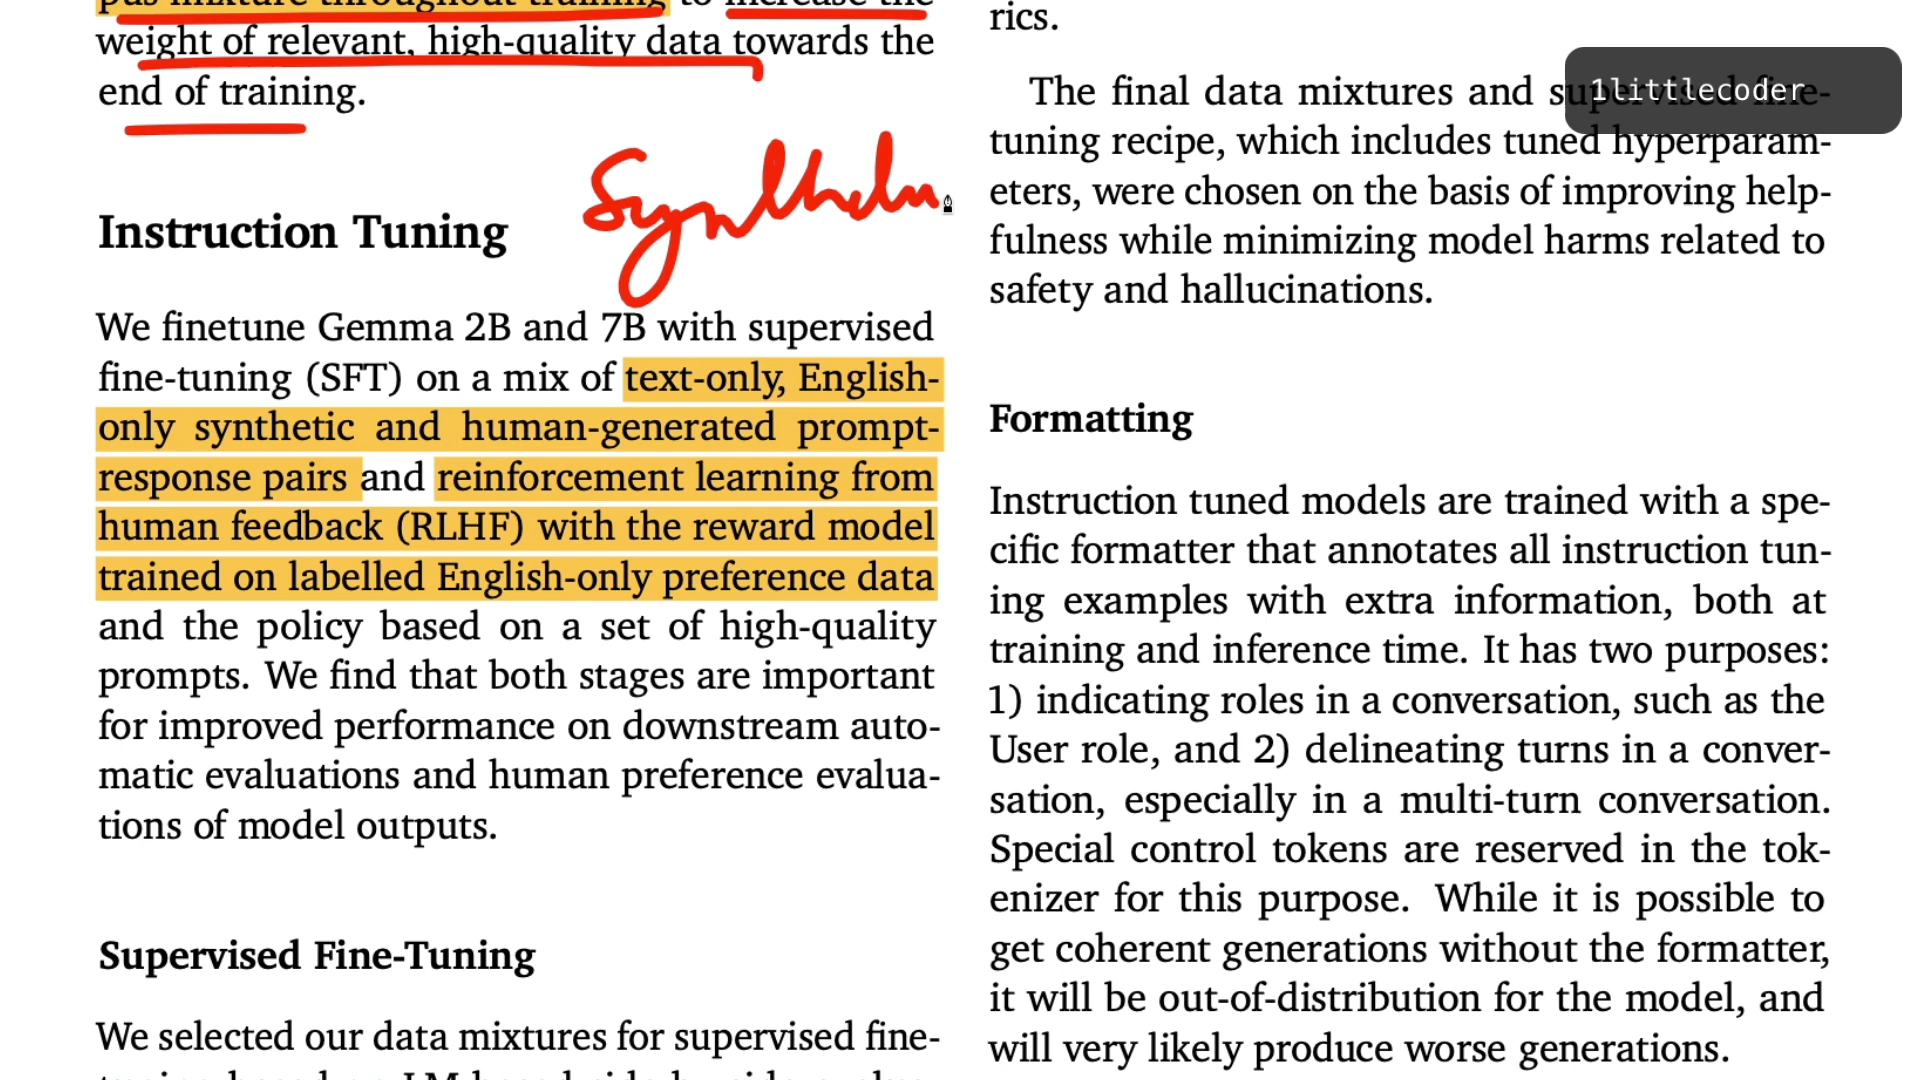 pus mixture throughout training to increase the
weight of relevant, high-quality data towards the
end of training.
Instruction Tuning
We finetune Gemma 2B and 7B with supervised
fine-tuning (SFT) on a mix of text-only, English-
only synthetic and human-generated prompt-
response pairs and reinforcement learning from
human feedback (RLHF) with the reward model
trained on labelled English-only preference data
and the policy based on a set of high-quality
prompts. We find that both stages are important
for improved performance on downstream auto-
matic evaluations and human preference evalua-
tions of model outputs.
Supervised Fine-Tuning
We selected our data mixtures for supervised fine-
rics.
1littlecoder
The final data mixtures and supervised fine-
tuning recipe, which includes tuned hyperparam-
eters, were chosen on the basis of improving help-
fulness while minimizing model harms related to
safety and hallucinations.
Formatting
Instruction tuned models are trained with a spe-
cific formatter that annotates all instruction tun-
ing examples with extra information, both at
training and inference time. It has two purposes:
1) indicating roles in a conversation, such as the
User role, and 2) delineating turns in a conver-
sation, especially in a multi-turn conversation.
Special control tokens are reserved in the tok-
enizer for this purpose. While it is possible to
get coherent generations without the formatter,
it will be out-of-distribution for the model, and
will very likely produce worse generations.